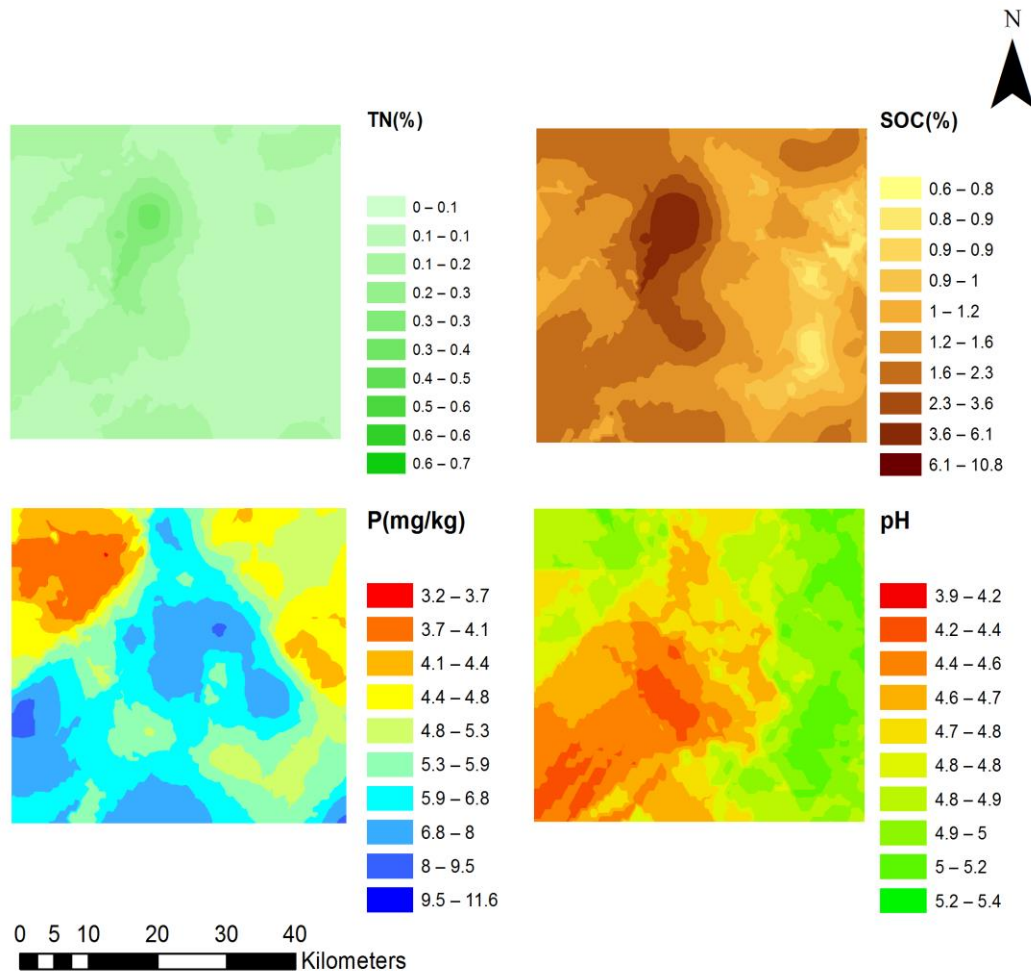 N
TN(%)
0 – 0.1
0.1 – 0.1
0.1 – 0.2
0.2 – 0.3
0.3 – 0.3
0.3 – 0.4
0.4 – 0.5
0.5 – 0.6
0.6 – 0.6
0.6 – 0.7
SOC(%)
0.6 – 0.8
0.8 – 0.9
0.9 – 0.9
0.9 – 1
1 – 1.2
1.2 – 1.6
1.6 – 2.3
2.3 – 3.6
3.6 – 6.1
6.1 – 10.8
P(mg/kg)
3.2 – 3.7
3.7 – 4.1
4.1 – 4.4
4.4 – 4.8
4.8 – 5.3
5.3 – 5.9
5.9 – 6.8
6.8 – 8
8 – 9.5
9.5 – 11.6
pH
3.9 – 4.2
4.2 – 4.4
4.4 – 4.6
4.6 – 4.7
4.7 – 4.8
4.8 – 4.8
4.8 – 4.9
4.9 – 5
5 – 5.2
5.2 – 5.4
0 5 10 20 30 40
Kilometers